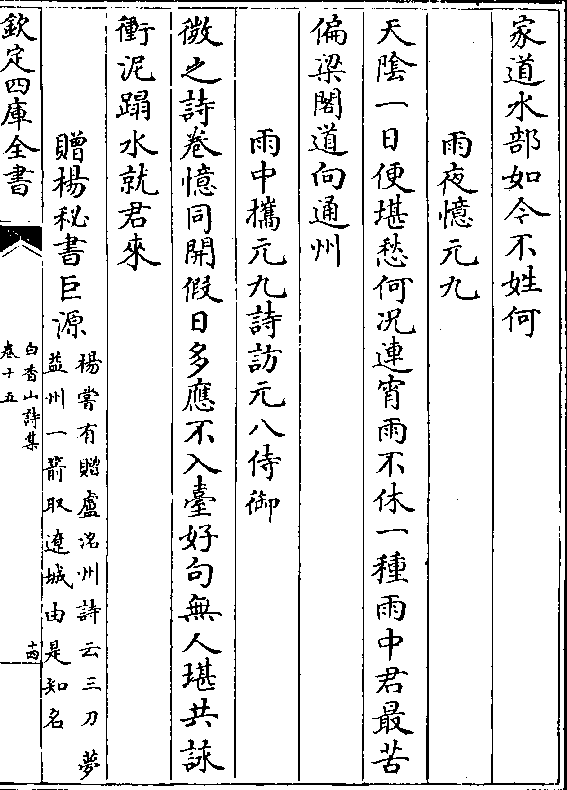 家道水部如今不姓何
雨夜憶元九
天陰一日便堪愁何况連宵雨不休一種雨中君最苦
偏梁閣道向通州
雨中攜元九詩訪元八侍御
微之詩卷憶同開假日多應不入臺好句無人堪共詠
衝泥蹋水就君來
贈楊秘書巨源
楊嘗有贈盧洺州詩云三刀夢
益州一箭取遼城由是知名
欽定四庫全書
白香山詩集
卷十五
十四